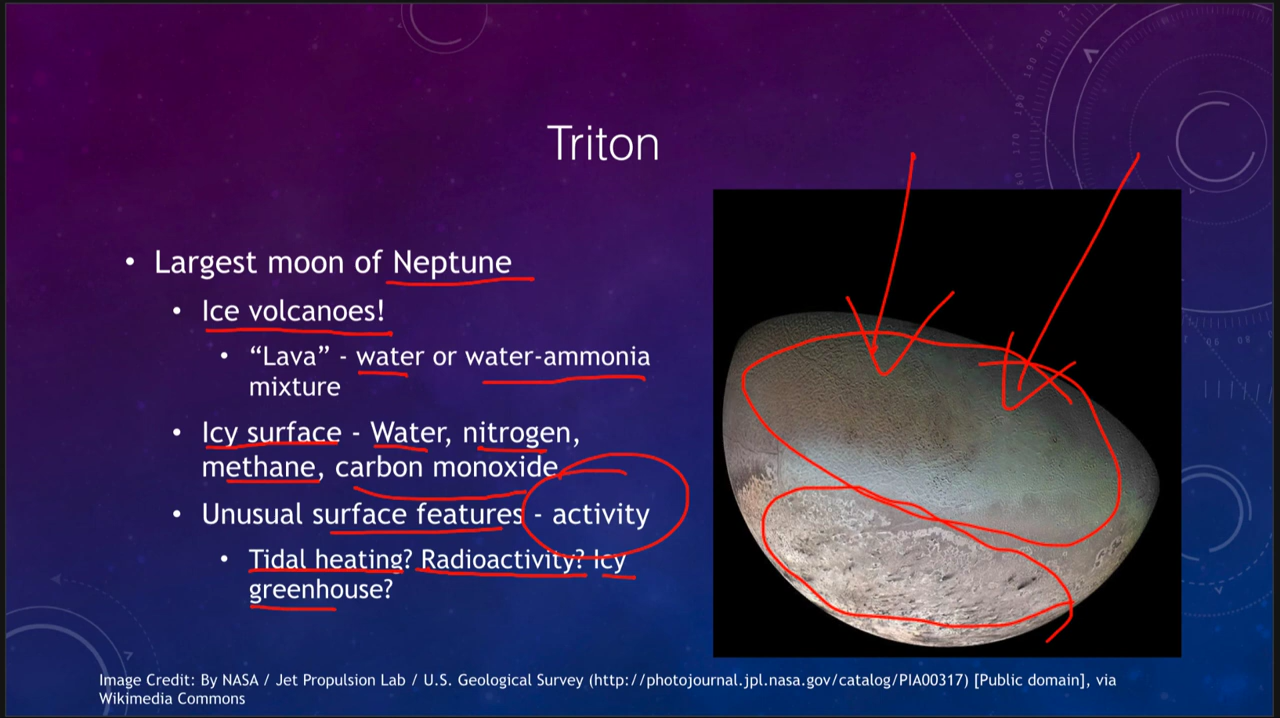 Triton
• Largest moon of Neptune
• Ice volcanoes!
• “Lava” - water or water-ammonia
mixture
• Icy surface - Water, nitrogen,
methane, carbon monoxide
• Unusual surface features - activity
• Tidal heating? Radioactivity? Icy
greenhouse?
Image Credit: By NASA / Jet Propulsion Lab / U.S. Geological Survey (http://photojournal.jpl.nasa.gov/catalog/PIA00317) [Public domain], via
Wikimedia Commons